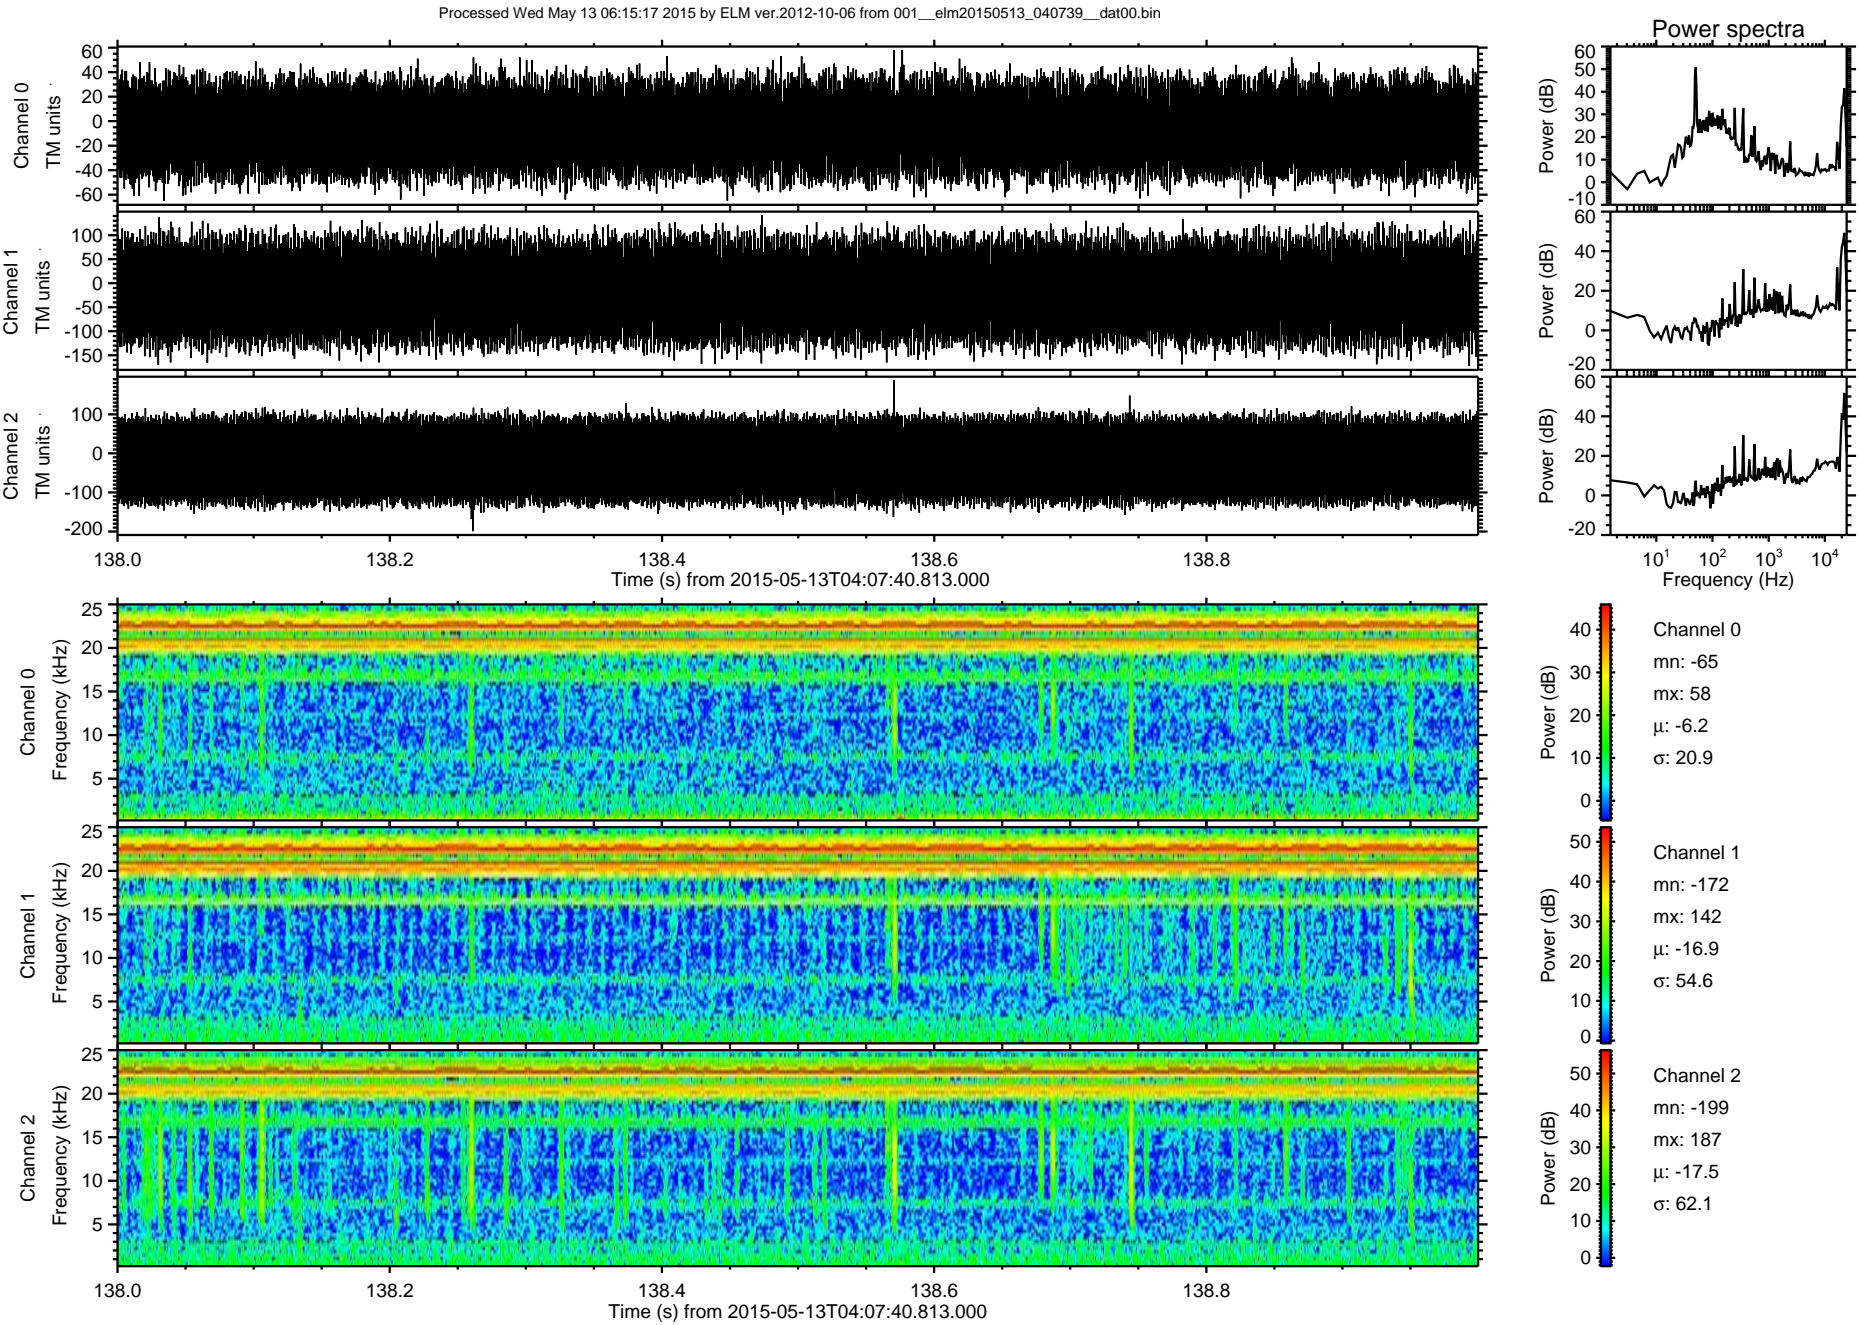 Processed Wed May 13 06:15:17 2015 by ELM ver.2012-10-06 from 001__elm20150513_040739__dat00.bin
Power spectra
Channel 0
TM units
60
40
20
0
-20
-40
-60
Power (dB)
60
50
40
30
20
10
0
-10
Channel 1
TM units
100
50
0
-50
-100
-150
Power (dB)
60
40
20
0
-20
Channel 2
TM units
100
0
-100
-200
Power (dB)
60
40
20
0
-20
138.0 138.2 138.4 138.6 138.8
Time (s) from 2015-05-13T04:07:40.813.000
10^1 10^2 10^3 10^4
Frequency (Hz)
Channel 0
Frequency (kHz)
25
20
15
10
5
Power (dB)
40
30
20
10
0
Channel 0
mn: -65
mx: 58
μ: -6.2
σ: 20.9
Channel 1
Frequency (kHz)
25
20
15
10
5
Power (dB)
50
40
30
20
10
0
Channel 1
mn: -172
mx: 142
μ: -16.9
σ: 54.6
Channel 2
Frequency (kHz)
25
20
15
10
5
Power (dB)
50
40
30
20
10
0
Channel 2
mn: -199
mx: 187
μ: -17.5
σ: 62.1
138.0 138.2 138.4 138.6 138.8
Time (s) from 2015-05-13T04:07:40.813.000